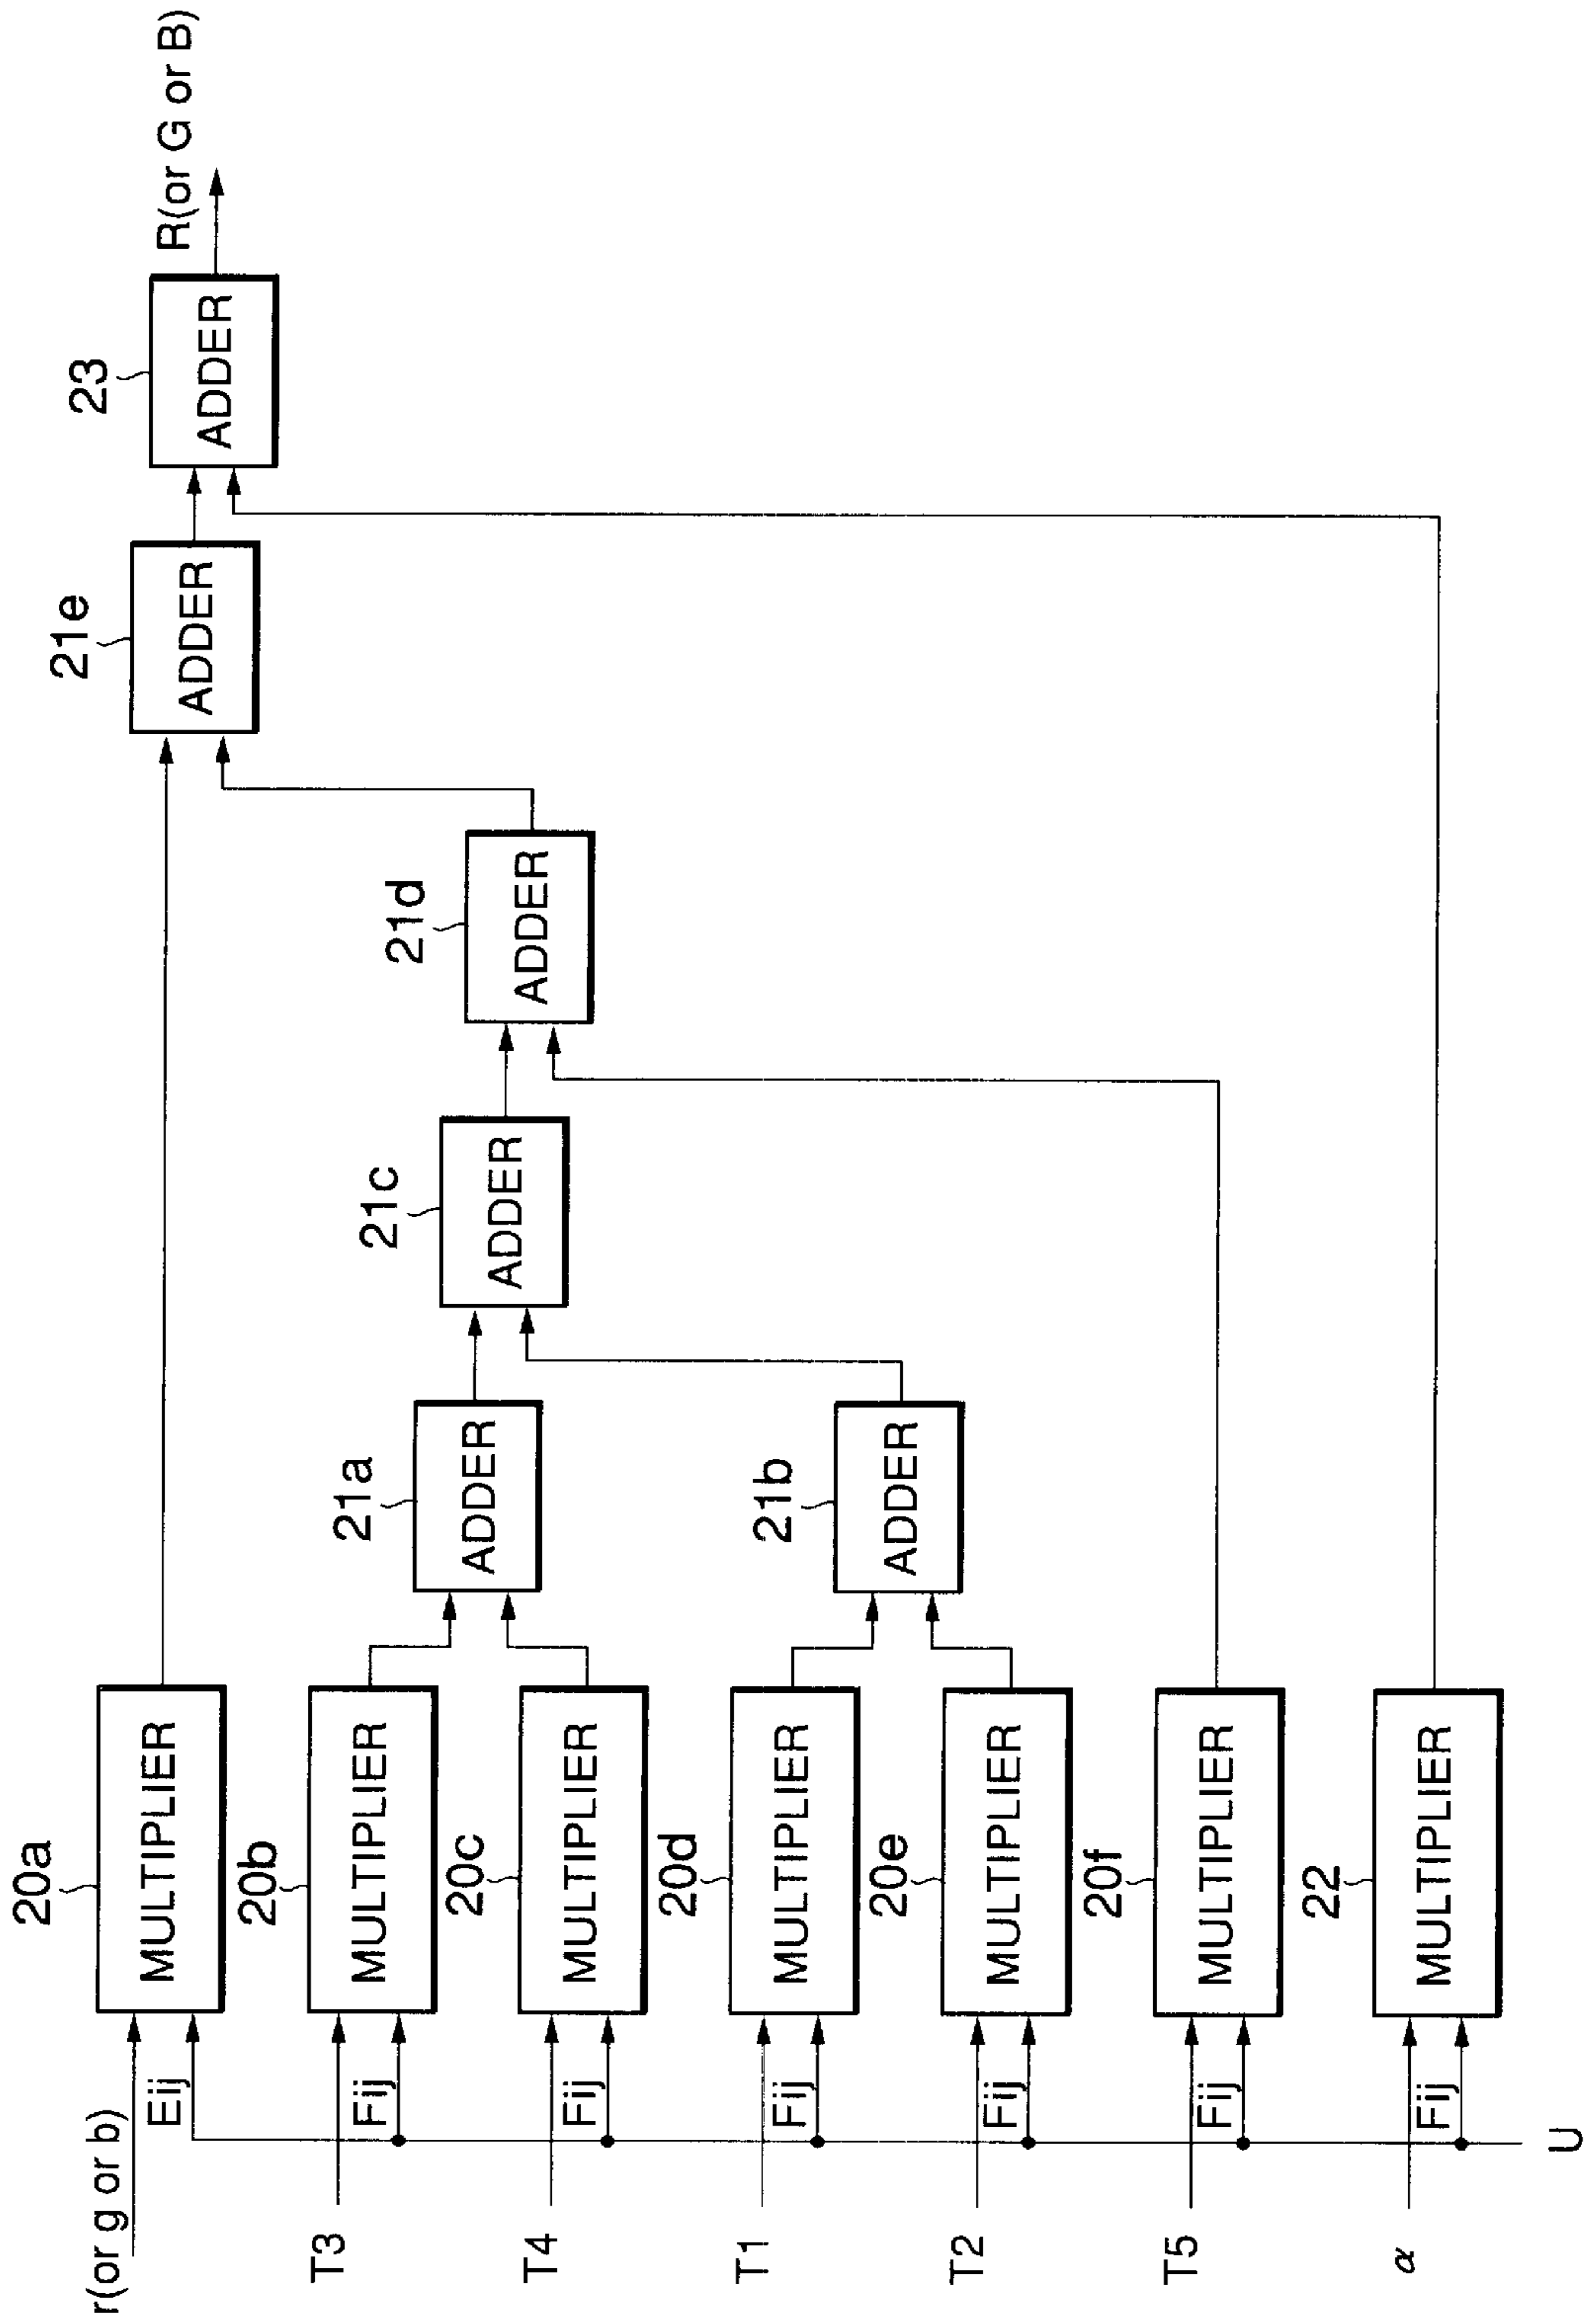 r(or g or b)
Eij
20a
MULTIPLIER
21e
ADDER
23
ADDER
R(or G or B)
T3
Fij
20b
MULTIPLIER
21a
ADDER
21c
ADDER
21d
ADDER
T4
Fij
20c
MULTIPLIER
T1
Fij
20d
MULTIPLIER
21b
ADDER
T2
Fij
20e
MULTIPLIER
T5
Fij
20f
MULTIPLIER
α
Fij
22
MULTIPLIER
U